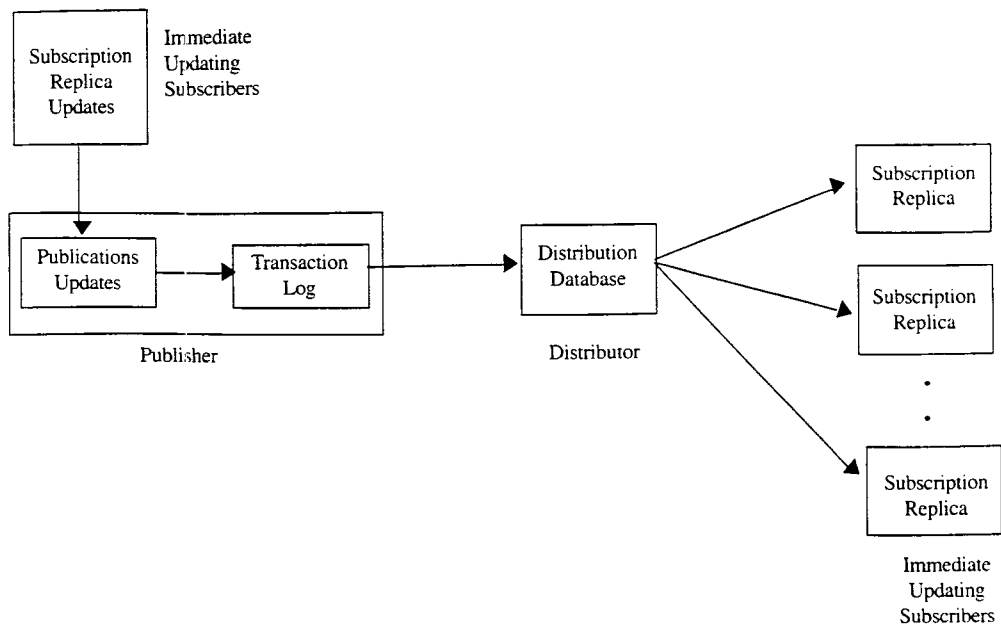 Subscription
Replica
Updates
Immediate
Updating
Subscribers
Publications
Updates
Transaction
Log
Publisher
Distribution
Database
Distributor
Subscription
Replica
Subscription
Replica
Subscription
Replica
Immediate
Updating
Subscribers